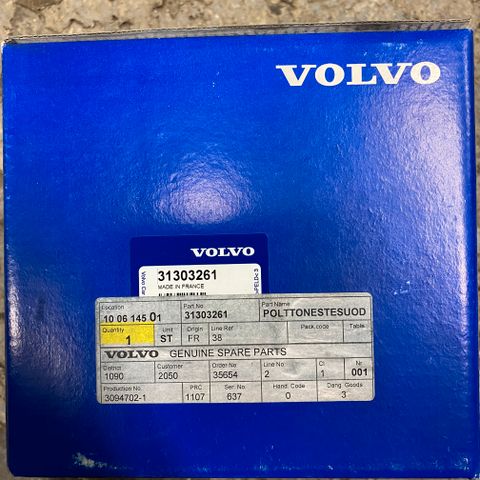 VOLVO
VOLVO
31303261
MADE IN FRANCE
Volvo Car
Location Part No Part Name
10 06 145 01 31303261 POLTTONESTESUOD
Quantity Unit Origin Line Ref Pack.code Table
1 ST FR 38
VOLVO GENUINE SPARE PARTS
District Customer Order No Line No Cl Nr
1090 2050 35654 2 1 001
Production No. PRC Ser. No Hand. Code Dang. Goods
3094702-1 1107 637 0 3